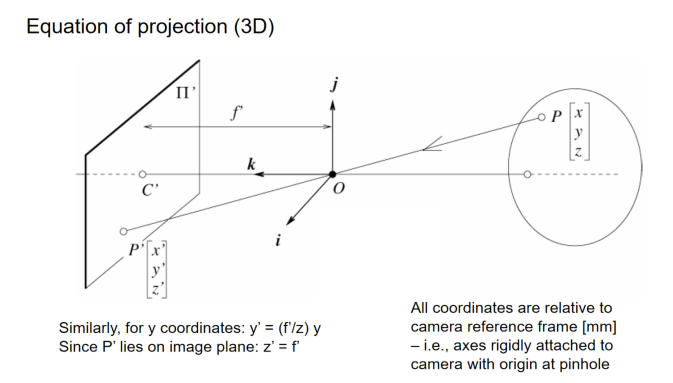 Equation of projection (3D)
Π'
j
f'
P
x
y
z
k
C'
O
i
P'
x'
y'
z'
Similarly, for y coordinates: y' = (f'/z) y
Since P' lies on image plane: z' = f'
All coordinates are relative to
camera reference frame [mm]
– i.e., axes rigidly attached to
camera with origin at pinhole